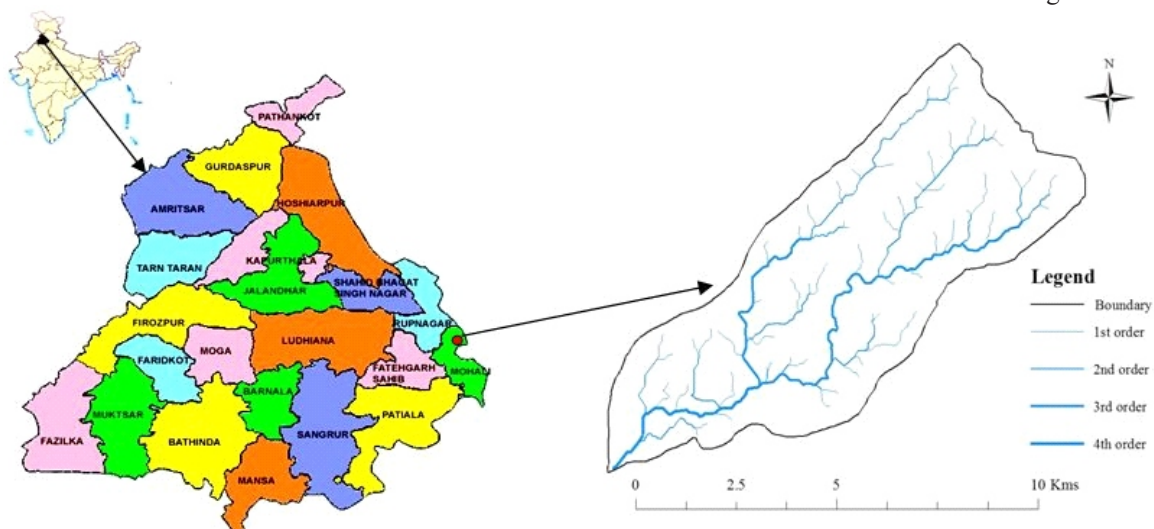 PATHANKOT
GURDASPUR
HOSHIARPUR
AMRITSAR
KAPURTHALA
TARN TARAN
SHAHID BHAGAT
SINGH NAGAR
JALANDHAR
RUPNAGAR
FIROZPUR
LUDHIANA
MOGA
FARIDKOT
FATEHGARH
SAHIB
MOHALI
BARNALA
MUKTSAR
PATIALA
SANGRUR
FAZILKA
BATHINDA
MANSA
N
Legend
Boundary
1st order
2nd order
3rd order
4th order
0 2.5 5 10 Kms